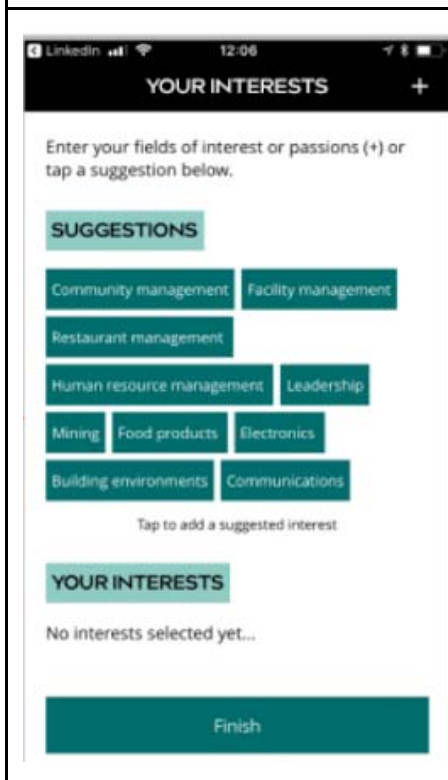 LinkedIn 12:06
YOUR INTERESTS +
Enter your fields of interest or passions (+) or
tap a suggestion below.
SUGGESTIONS
Community management Facility management
Restaurant management
Human resource management Leadership
Mining Food products Electronics
Building environments Communications
Tap to add a suggested interest
YOUR INTERESTS
No interests selected yet...
Finish